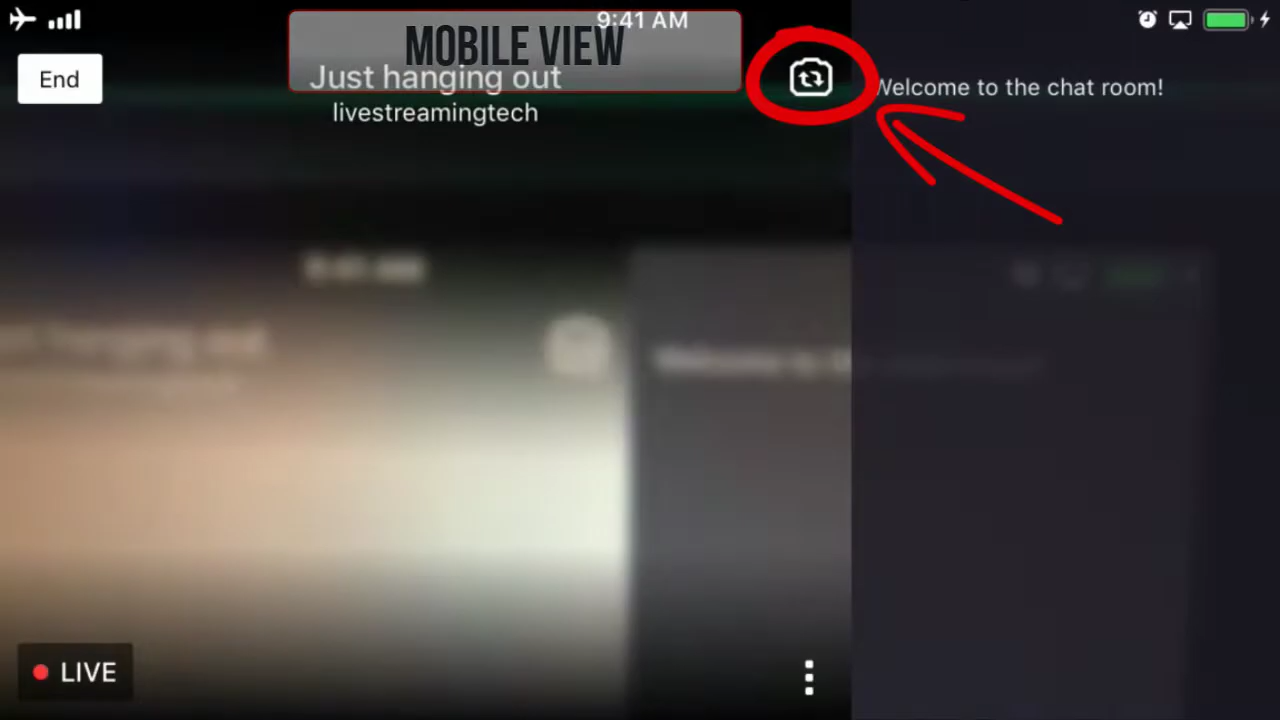 9:41 AM
MOBILE VIEW
End
Just hanging out
livestreamingtech
Welcome to the chat room!
LIVE